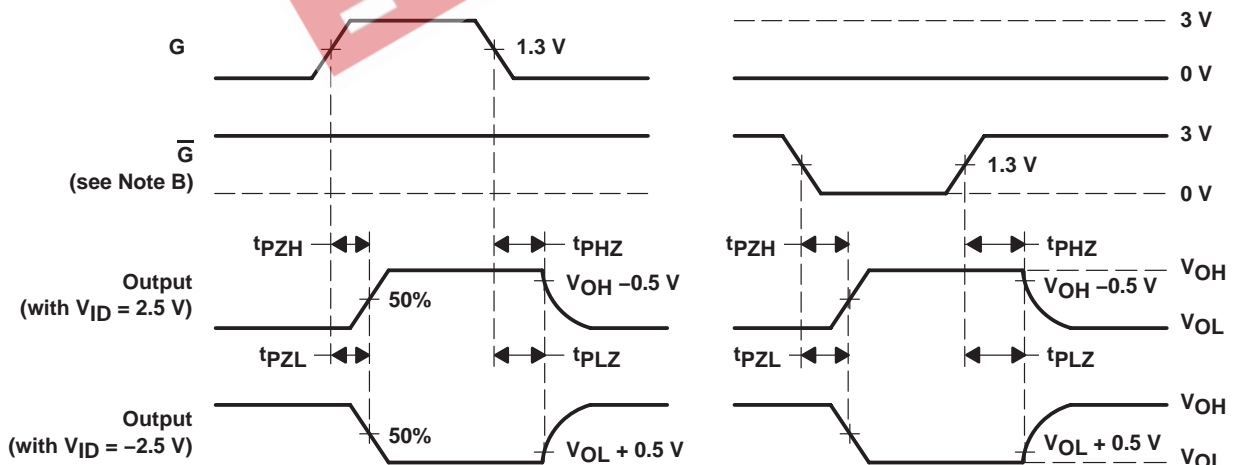 G
1.3 V
3 V
0 V
G
(see Note B)
3 V
1.3 V
0 V
tPZH
tPHZ
tPZH
tPHZ
Output
(with VID = 2.5 V)
50%
VOH −0.5 V
VOH −0.5 V
VOH
VOL
tPZL
tPLZ
tPZL
tPLZ
Output
(with VID = −2.5 V)
50%
VOL + 0.5 V
VOL + 0.5 V
VOH
VOL